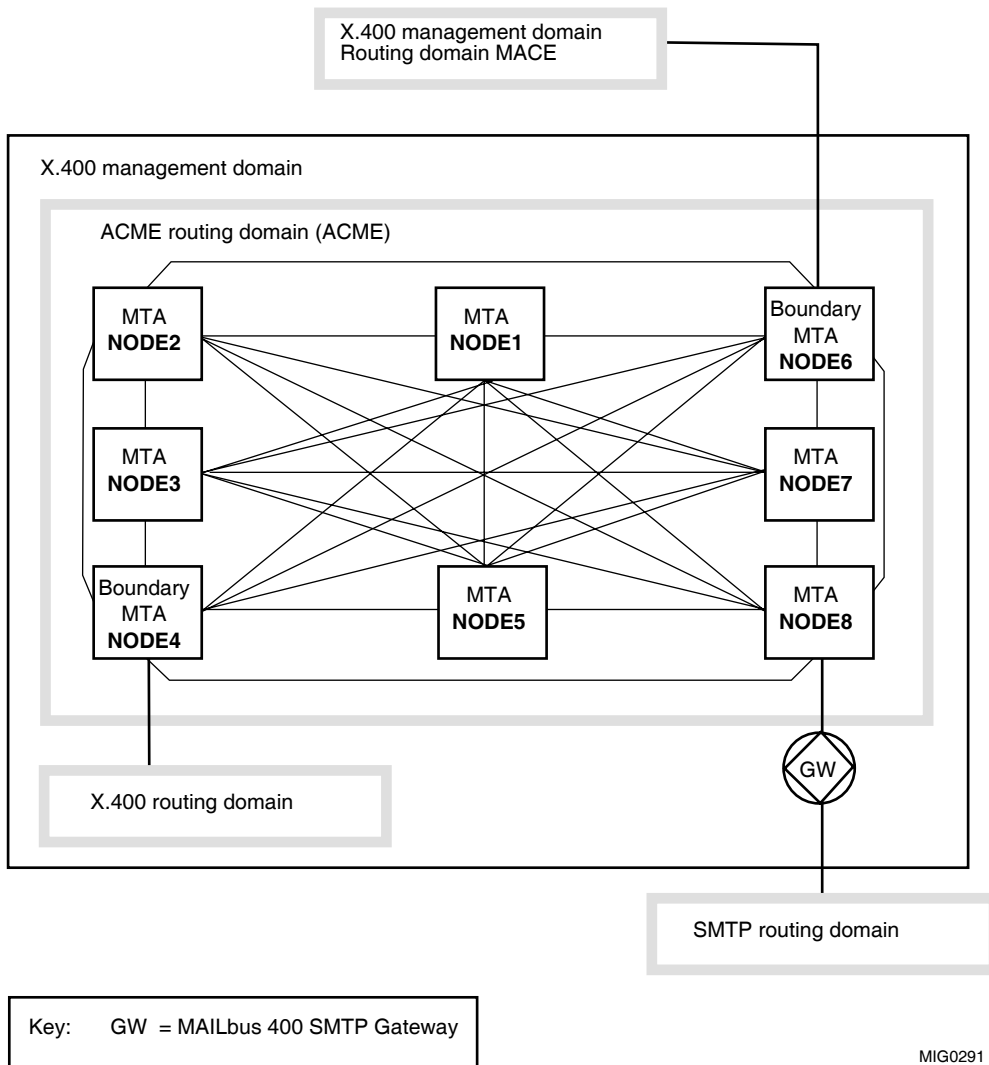 X.400 management domain
Routing domain MACE
X.400 management domain
ACME routing domain (ACME)
MTA
NODE2
MTA
NODE1
Boundary
MTA
NODE6
MTA
NODE3
MTA
NODE7
Boundary
MTA
NODE4
MTA
NODE5
MTA
NODE8
GW
X.400 routing domain
SMTP routing domain
Key: GW = MAILbus 400 SMTP Gateway
MIG0291